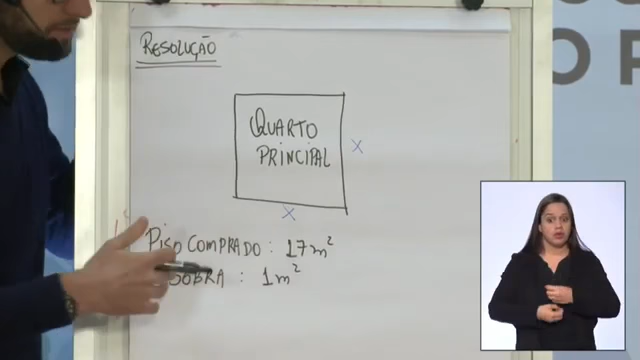 RESOLUÇÃO
QUARTO
PRINCIPAL
X
X
PISO COMPRADO : 17m²
SOBRA : 1m²